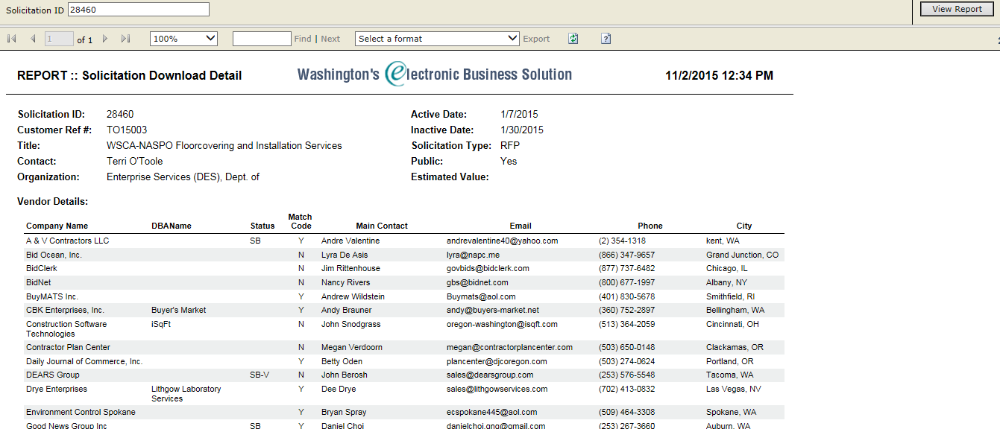 Solicitation ID 28460 View Report
1 of 1 100% Find | Next Select a format Export ?
REPORT :: Solicitation Download Detail Washington's electronic Business Solution 11/2/2015 12:34 PM
Solicitation ID: 28460 Active Date: 1/7/2015
Customer Ref #: TO15003 Inactive Date: 1/30/2015
Title: WSCA-NASPO Floorcovering and Installation Services Solicitation Type: RFP
Contact: Terri O'Toole Public: Yes
Organization: Enterprise Services (DES), Dept. of Estimated Value:
Vendor Details:
Company Name DBAName Status Match Code Main Contact Email Phone City
A & V Contractors LLC SB Y Andre Valentine andrevalentine40@yahoo.com (2) 354-1318 kent, WA
Bid Ocean, Inc. N Lyra De Asis lyra@napc.me (866) 347-9657 Grand Junction, CO
BidClerk N Jim Rittenhouse govbids@bidclerk.com (877) 737-6482 Chicago, IL
BidNet N Nancy Rivers gbs@bidnet.com (800) 677-1997 Albany, NY
BuyMATS Inc. Y Andrew Wildstein Buymats@aol.com (401) 830-5678 Smithfield, RI
CBK Enterprises, Inc. Buyer's Market Y Andy Brauner andy@buyers-market.net (360) 752-2897 Bellingham, WA
Construction Software iSqFt N John Snodgrass oregon-washington@isqft.com (513) 364-2059 Cincinnati, OH
Technologies
Contractor Plan Center N Megan Verdoorn megan@contractorplancenter.com (503) 650-0148 Clackamas, OR
Daily Journal of Commerce, Inc. Y Betty Oden plancenter@djcoregon.com (503) 274-0624 Portland, OR
DEARS Group SB-V N John Berosh sales@dearsgroup.com (253) 576-5548 Tacoma, WA
Drye Enterprises Lithgow Laboratory Y Dee Drye sales@lithgowservices.com (702) 413-0832 Las Vegas, NV
Services
Environment Control Spokane Y Bryan Spray ecspokane445@aol.com (509) 464-3308 Spokane, WA
Good News Group Inc SB Y Daniel Choi danielchoi.gng@gmail.com (253) 267-3660 Auburn, WA